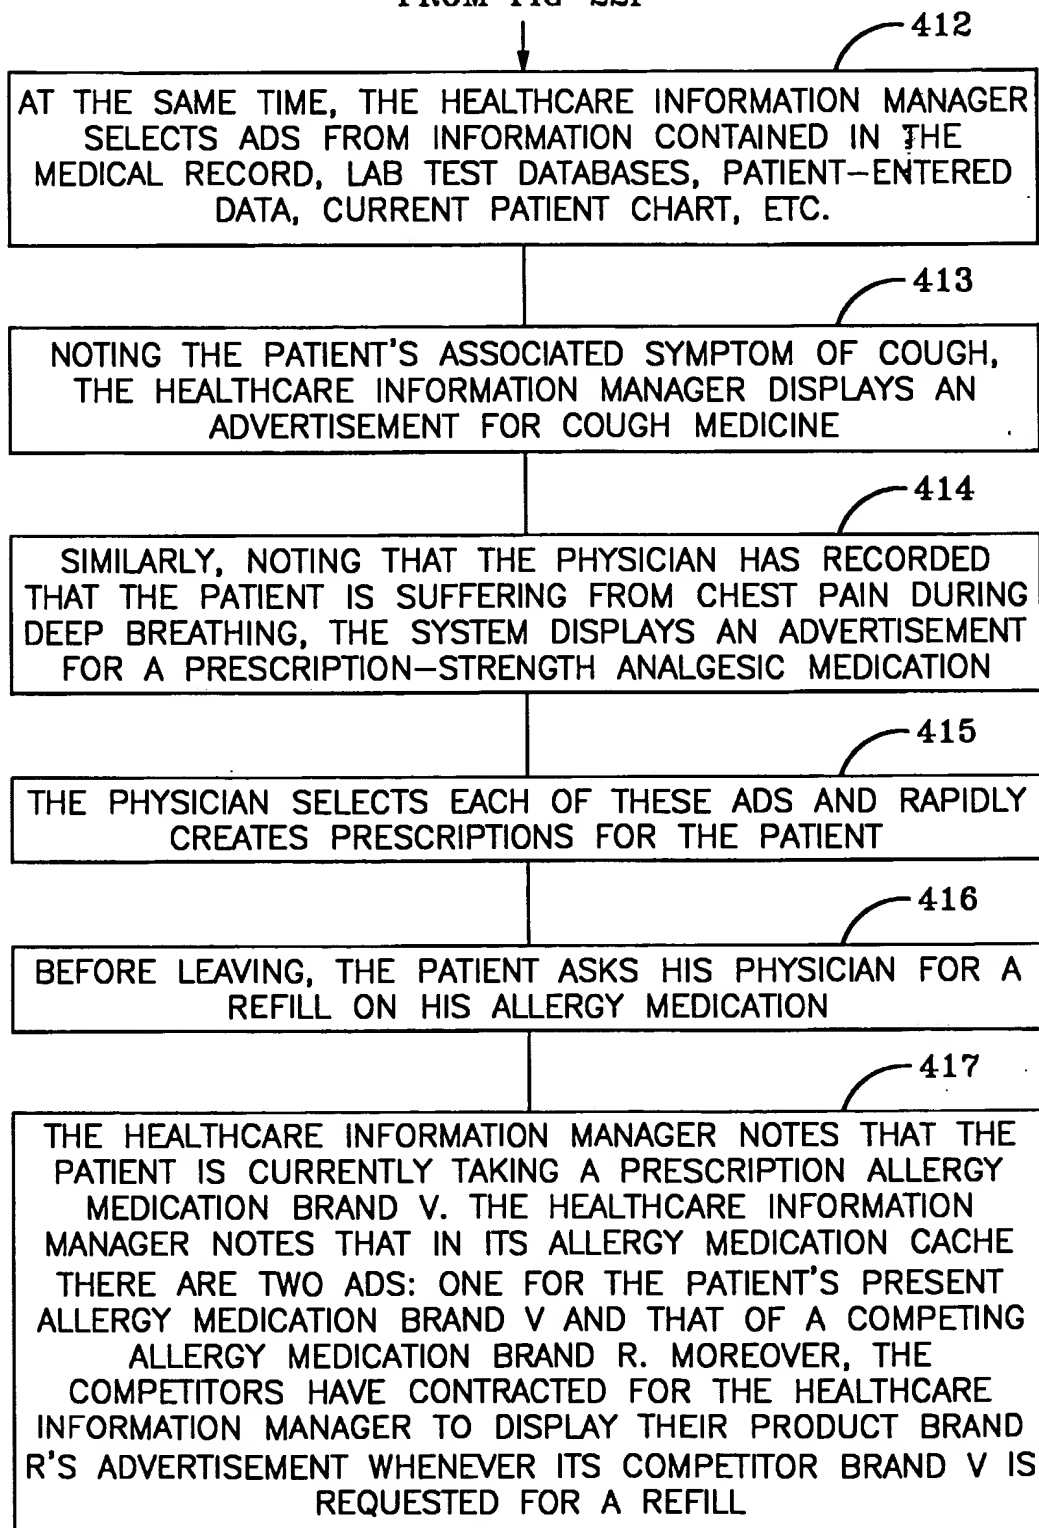 412
AT THE SAME TIME, THE HEALTHCARE INFORMATION MANAGER
SELECTS ADS FROM INFORMATION CONTAINED IN THE
MEDICAL RECORD, LAB TEST DATABASES, PATIENT-ENTERED
DATA, CURRENT PATIENT CHART, ETC.
413
NOTING THE PATIENT'S ASSOCIATED SYMPTOM OF COUGH,
THE HEALTHCARE INFORMATION MANAGER DISPLAYS AN
ADVERTISEMENT FOR COUGH MEDICINE
414
SIMILARLY, NOTING THAT THE PHYSICIAN HAS RECORDED
THAT THE PATIENT IS SUFFERING FROM CHEST PAIN DURING
DEEP BREATHING, THE SYSTEM DISPLAYS AN ADVERTISEMENT
FOR A PRESCRIPTION-STRENGTH ANALGESIC MEDICATION
415
THE PHYSICIAN SELECTS EACH OF THESE ADS AND RAPIDLY
CREATES PRESCRIPTIONS FOR THE PATIENT
416
BEFORE LEAVING, THE PATIENT ASKS HIS PHYSICIAN FOR A
REFILL ON HIS ALLERGY MEDICATION
417
THE HEALTHCARE INFORMATION MANAGER NOTES THAT THE
PATIENT IS CURRENTLY TAKING A PRESCRIPTION ALLERGY
MEDICATION BRAND V. THE HEALTHCARE INFORMATION
MANAGER NOTES THAT IN ITS ALLERGY MEDICATION CACHE
THERE ARE TWO ADS: ONE FOR THE PATIENT'S PRESENT
ALLERGY MEDICATION BRAND V AND THAT OF A COMPETING
ALLERGY MEDICATION BRAND R. MOREOVER, THE
COMPETITORS HAVE CONTRACTED FOR THE HEALTHCARE
INFORMATION MANAGER TO DISPLAY THEIR PRODUCT BRAND
R'S ADVERTISEMENT WHENEVER ITS COMPETITOR BRAND V IS
REQUESTED FOR A REFILL